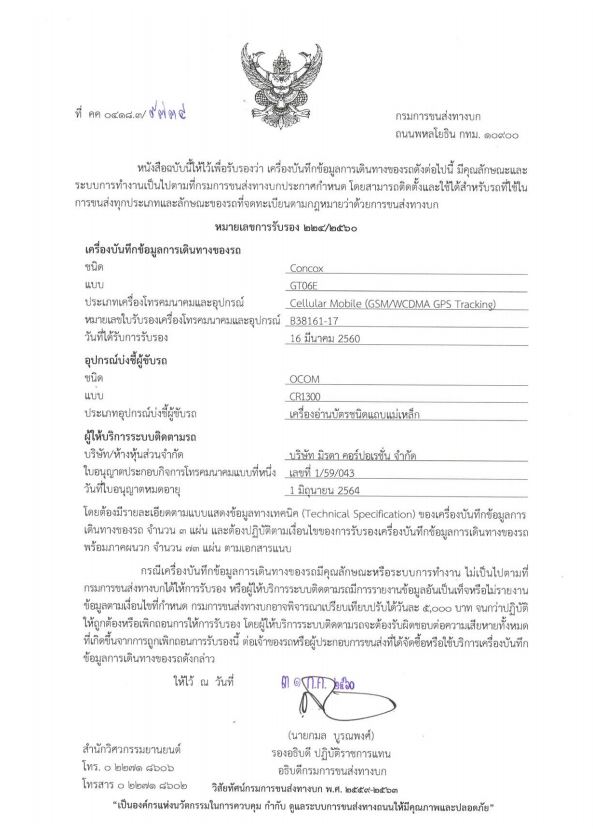 ที่ คค ๐๔๑๘.๓/
กรมการขนส่งทางบก
ถนนพหลโยธิน กทม. ๑๐๙๐๐
หนังสือฉบับนี้ให้ไว้เพื่อรับรองว่า เครื่องบันทึกข้อมูลการเดินทางของรถดังต่อไปนี้ มีคุณลักษณะและ
ระบบการทำงานเป็นไปตามที่กรมการขนส่งทางบกประกาศกำหนด โดยสามารถติดตั้งและใช้ได้สำหรับรถที่ใช้ใน
การขนส่งทุกประเภทและลักษณะของรถที่จดทะเบียนตามกฎหมายว่าด้วยการขนส่งทางบก
หมายเลขการรับรอง ๒๒๔/๒๕๖๐
เครื่องบันทึกข้อมูลการเดินทางของรถ
ชนิด Concox
แบบ GT06E
ประเภทเครื่องโทรคมนาคมและอุปกรณ์ Cellular Mobile (GSM/WCDMA GPS Tracking)
หมายเลขใบรับรองเครื่องโทรคมนาคมและอุปกรณ์ B38161-17
วันที่ได้รับการรับรอง 16 มีนาคม 2560
อุปกรณ์บ่งชี้ผู้ขับรถ
ชนิด OCOM
แบบ CR1300
ประเภทอุปกรณ์บ่งชี้ผู้ขับรถ เครื่องอ่านบัตรชนิดแถบแม่เหล็ก
ผู้ให้บริการระบบติดตามรถ
บริษัท/ห้างหุ้นส่วนจำกัด บริษัท มิรดา คอร์ปอเรชั่น จำกัด
ใบอนุญาตประกอบกิจการโทรคมนาคมแบบที่หนึ่ง เลขที่ 1/59/043
วันที่ใบอนุญาตหมดอายุ 1 มิถุนายน 2564
โดยต้องมีรายละเอียดตามแบบแสดงข้อมูลทางเทคนิค (Technical Specification) ของเครื่องบันทึกข้อมูลการ
เดินทางของรถ จำนวน ๓ แผ่น และต้องปฏิบัติตามเงื่อนไขของการรับรองเครื่องบันทึกข้อมูลการเดินทางของรถ
พร้อมภาคผนวก จำนวน ๗๓ แผ่น ตามเอกสารแนบ
กรณีเครื่องบันทึกข้อมูลการเดินทางของรถมีคุณลักษณะหรือระบบการทำงาน ไม่เป็นไปตามที่
กรมการขนส่งทางบกได้ให้การรับรอง หรือผู้ให้บริการระบบติดตามรถมีการรายงานข้อมูลอันเป็นเท็จหรือไม่รายงาน
ข้อมูลตามเงื่อนไขที่กำหนด กรมการขนส่งทางบกอาจพิจารณาเปรียบเทียบปรับได้วันละ ๕,๐๐๐ บาท จนกว่าปฏิบัติ
ให้ถูกต้องหรือเพิกถอนการให้การรับรอง โดยผู้ให้บริการระบบติดตามรถจะต้องรับผิดชอบต่อความเสียหายทั้งหมด
ที่เกิดขึ้นจากการถูกเพิกถอนการรับรองนี้ ต่อเจ้าของรถหรือผู้ประกอบการขนส่งที่ได้จัดซื้อหรือใช้บริการเครื่องบันทึก
ข้อมูลการเดินทางของรถดังกล่าว
ให้ไว้ ณ วันที่ ๓๑ ก.ค. ๒๕๖๐
(นายกมล บูรณพงศ์)
รองอธิบดี ปฏิบัติราชการแทน
อธิบดีกรมการขนส่งทางบก
สำนักวิศวกรรมยานยนต์
โทร. ๐ ๒๒๗๑ ๘๖๐๖
โทรสาร ๐ ๒๒๗๑ ๘๖๐๒
วิสัยทัศน์กรมการขนส่งทางบก พ.ศ. ๒๕๕๙-๒๕๖๓
"เป็นองค์กรแห่งนวัตกรรมในการควบคุม กำกับ ดูแลระบบการขนส่งทางถนนให้มีคุณภาพและปลอดภัย"